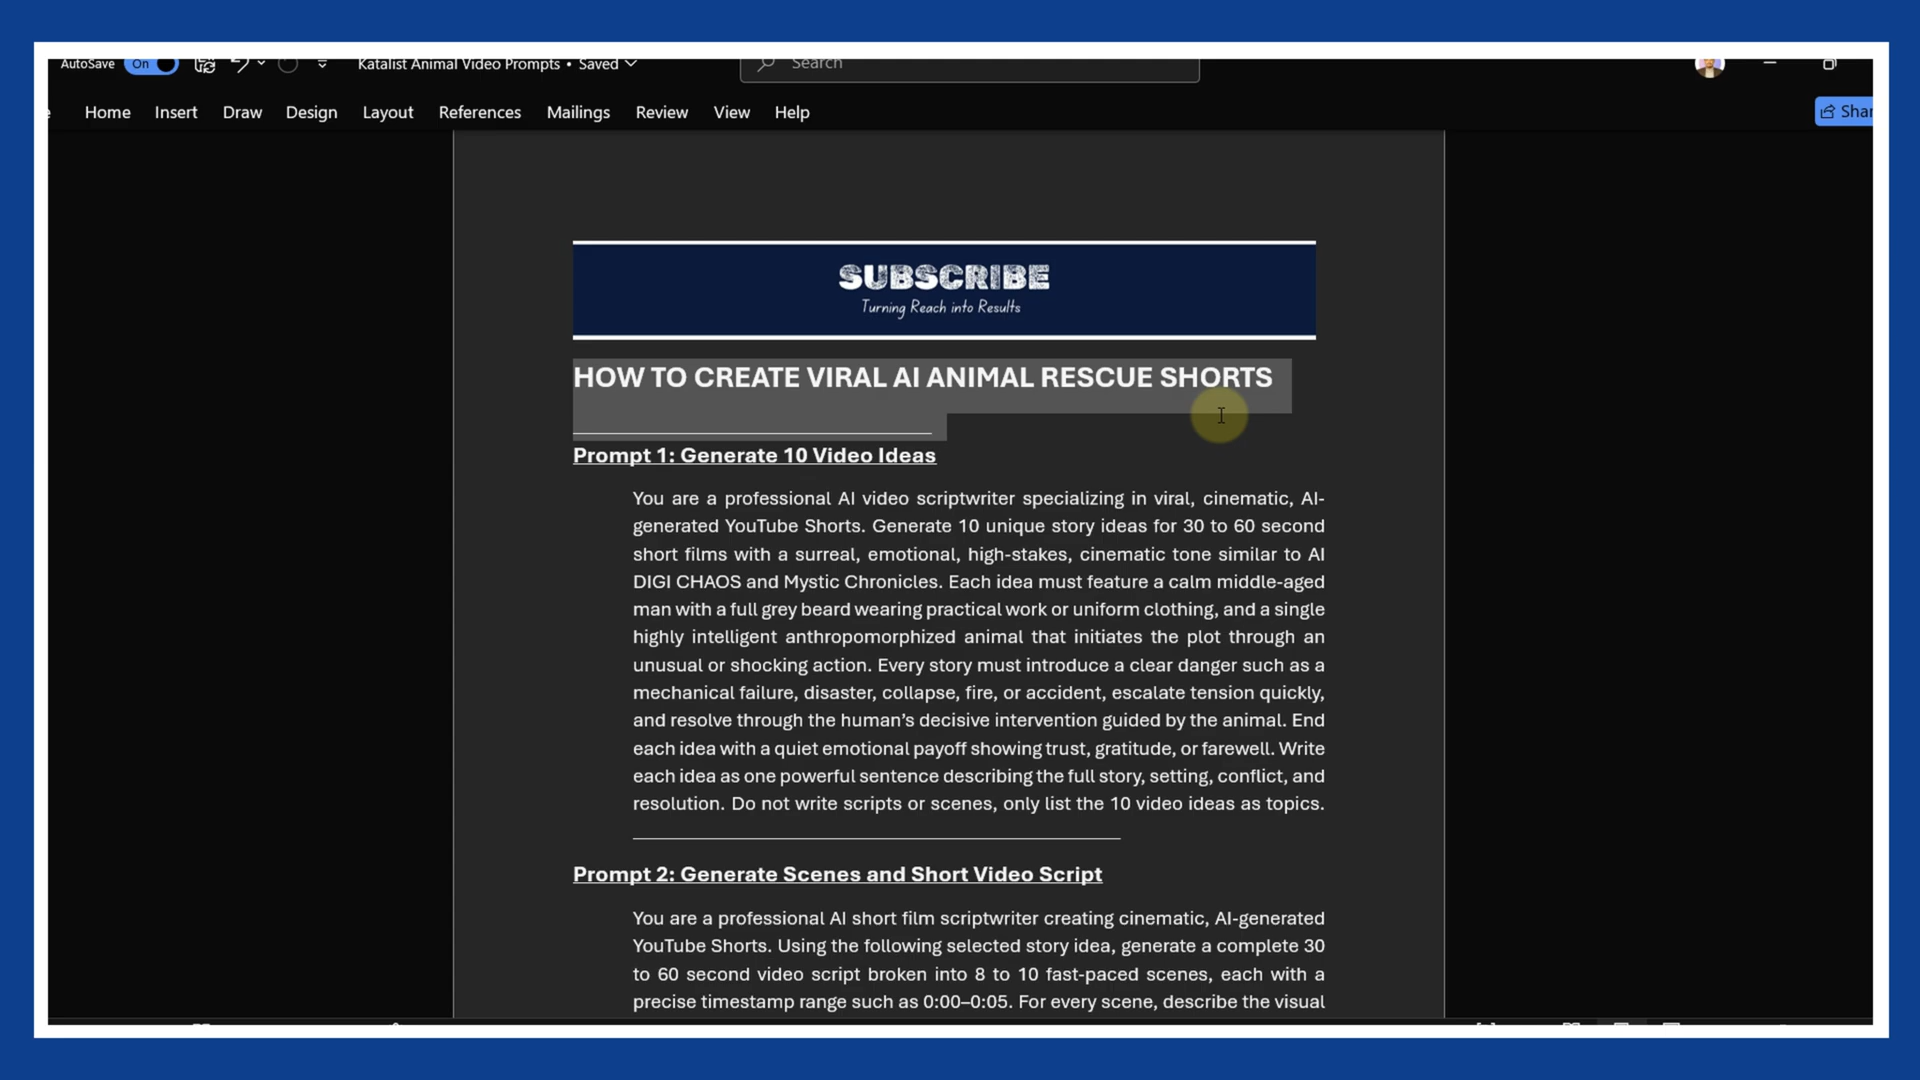 AutoSave On Katalist Animal Video Prompts • Saved Search
Home Insert Draw Design Layout References Mailings Review View Help
SUBSCRIBE
Turning Reach into Results
HOW TO CREATE VIRAL AI ANIMAL RESCUE SHORTS
Prompt 1: Generate 10 Video Ideas
You are a professional AI video scriptwriter specializing in viral, cinematic, AI-
generated YouTube Shorts. Generate 10 unique story ideas for 30 to 60 second
short films with a surreal, emotional, high-stakes, cinematic tone similar to AI
DIGI CHAOS and Mystic Chronicles. Each idea must feature a calm middle-aged
man with a full grey beard wearing practical work or uniform clothing, and a single
highly intelligent anthropomorphized animal that initiates the plot through an
unusual or shocking action. Every story must introduce a clear danger such as a
mechanical failure, disaster, collapse, fire, or accident, escalate tension quickly,
and resolve through the human’s decisive intervention guided by the animal. End
each idea with a quiet emotional payoff showing trust, gratitude, or farewell. Write
each idea as one powerful sentence describing the full story, setting, conflict, and
resolution. Do not write scripts or scenes, only list the 10 video ideas as topics.
Prompt 2: Generate Scenes and Short Video Script
You are a professional AI short film scriptwriter creating cinematic, AI-generated
YouTube Shorts. Using the following selected story idea, generate a complete 30
to 60 second video script broken into 8 to 10 fast-paced scenes, each with a
precise timestamp range such as 0:00–0:05. For every scene, describe the visual